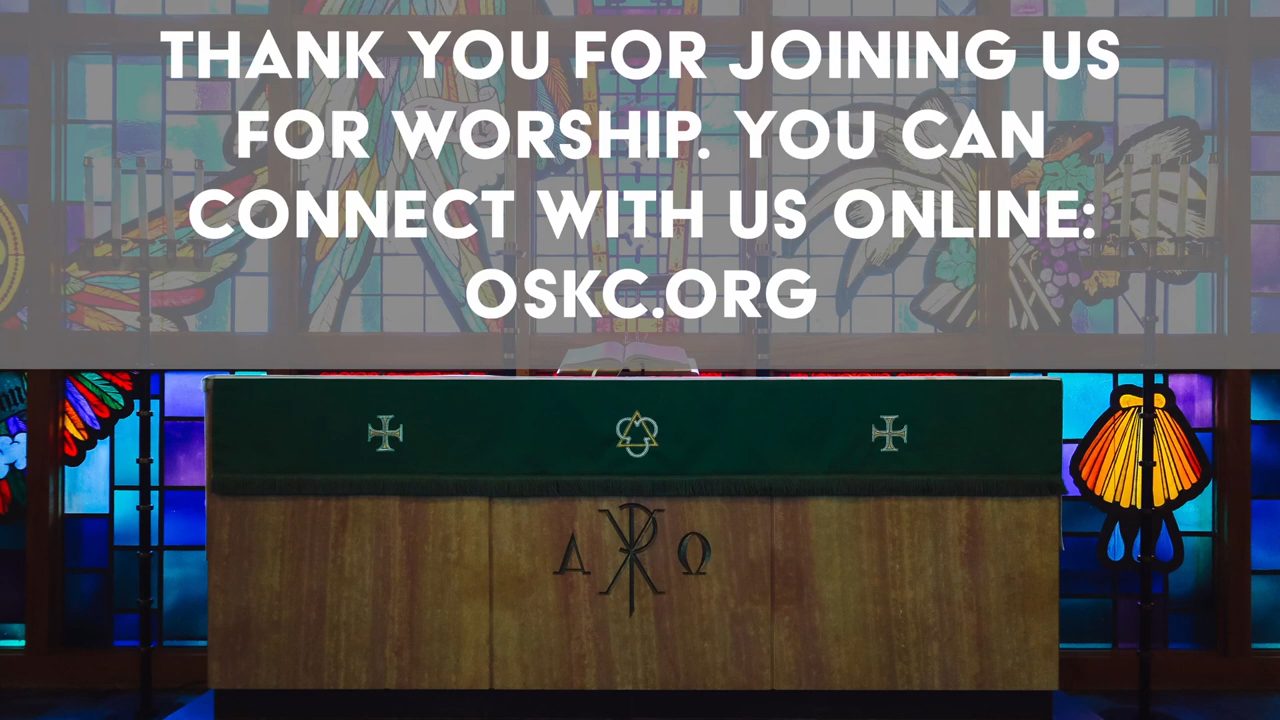 THANK YOU FOR JOINING US
FOR WORSHIP. YOU CAN
CONNECT WITH US ONLINE:
OSKC.ORG
Α ☧ Ω